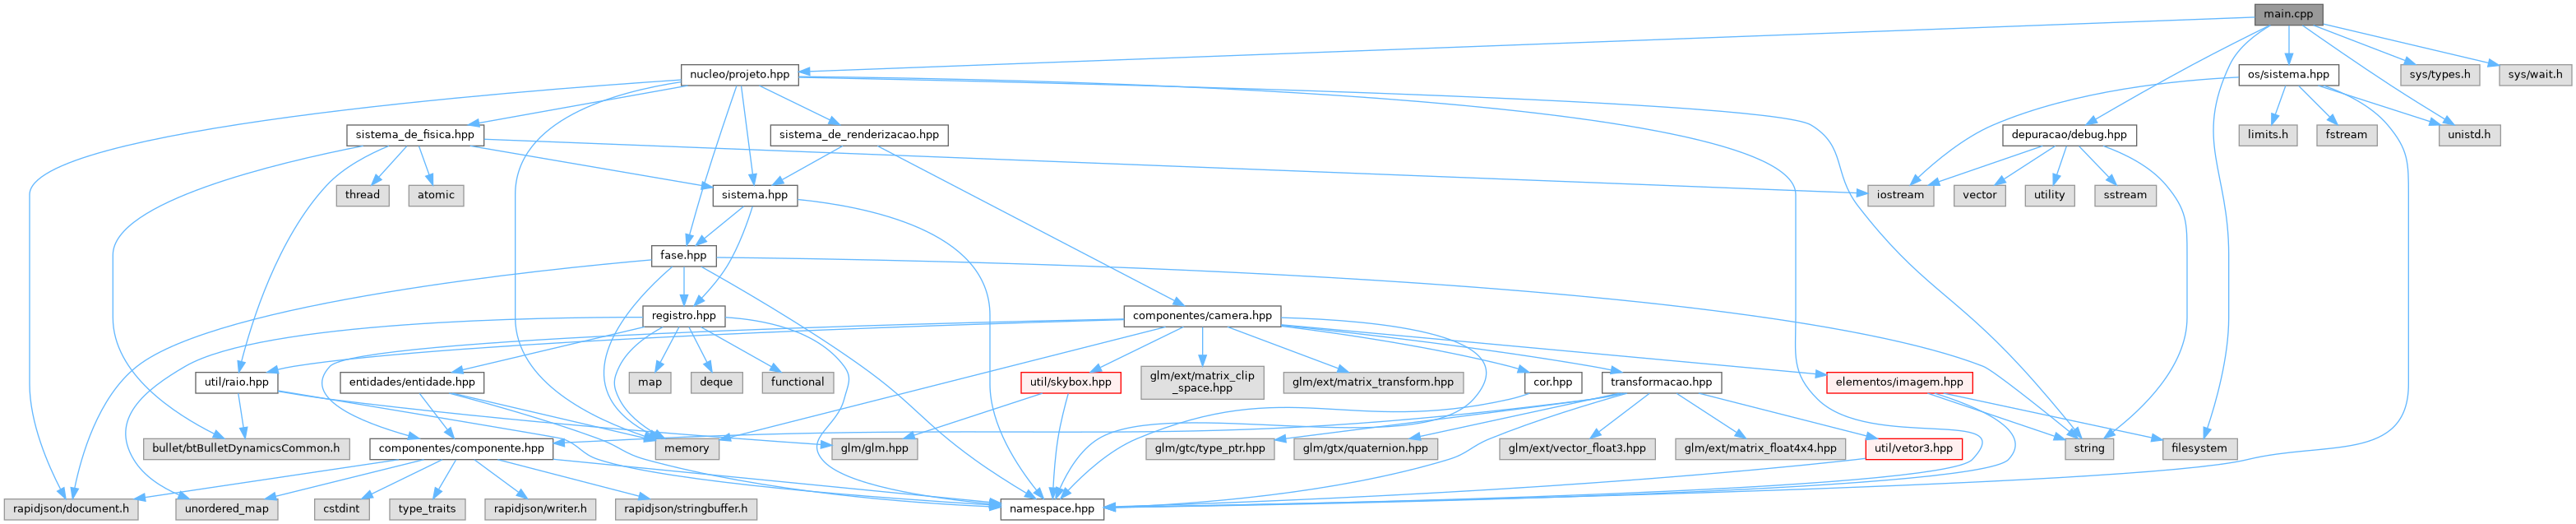 main.cpp
nucleo/projeto.hpp
os/sistema.hpp
sys/types.h
sys/wait.h
sistema_de_fisica.hpp
sistema_de_renderizacao.hpp
depuracao/debug.hpp
limits.h
fstream
unistd.h
thread
atomic
sistema.hpp
iostream
vector
utility
sstream
fase.hpp
registro.hpp
componentes/camera.hpp
util/raio.hpp
entidades/entidade.hpp
map
deque
functional
util/skybox.hpp
glm/ext/matrix_clip
_space.hpp
glm/ext/matrix_transform.hpp
cor.hpp
transformacao.hpp
elementos/imagem.hpp
bullet/btBulletDynamicsCommon.h
componentes/componente.hpp
memory
glm/glm.hpp
glm/gtc/type_ptr.hpp
glm/gtx/quaternion.hpp
glm/ext/vector_float3.hpp
glm/ext/matrix_float4x4.hpp
util/vetor3.hpp
string
filesystem
rapidjson/document.h
unordered_map
cstdint
type_traits
rapidjson/writer.h
rapidjson/stringbuffer.h
namespace.hpp